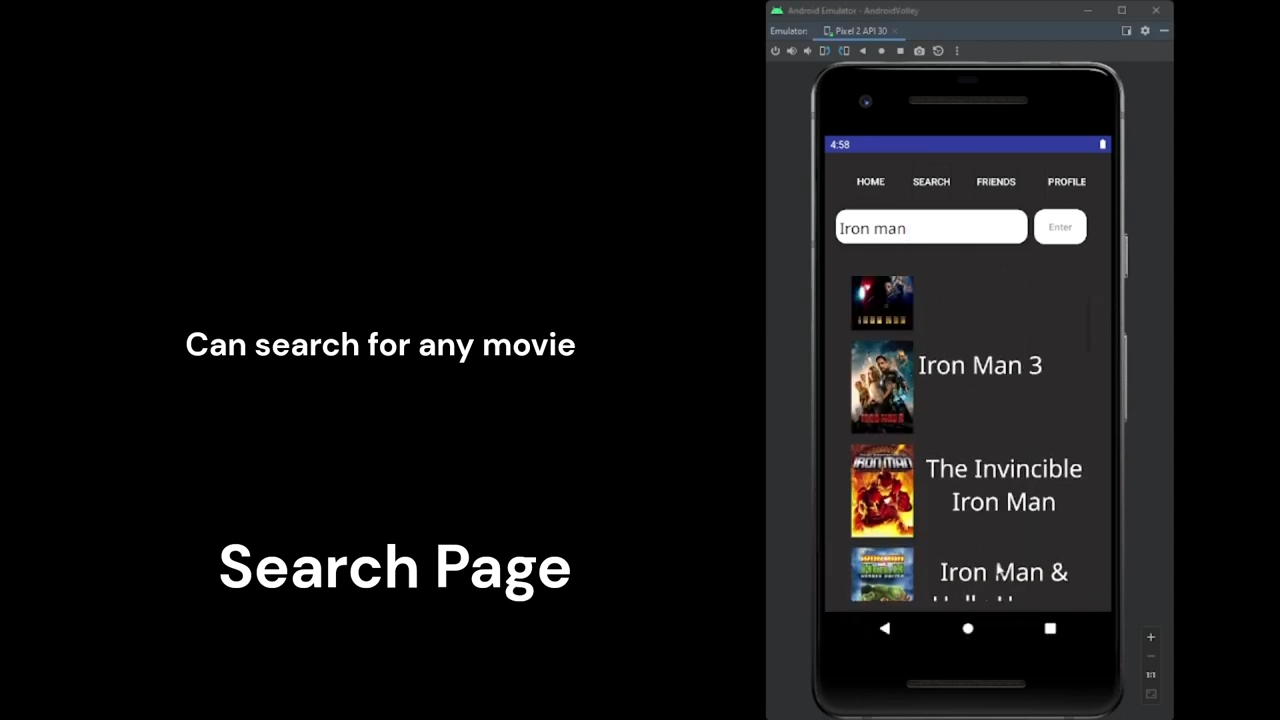 Android Emulator - AndroidVolley
Emulator:
Pixel 2 API 30
4:58
HOME
SEARCH
FRIENDS
PROFILE
Iron man
Enter
Iron Man 3
IRON MAN 3
The Invincible
Iron Man
IRON MAN
Iron Man &
Can search for any movie
Search Page
1:1